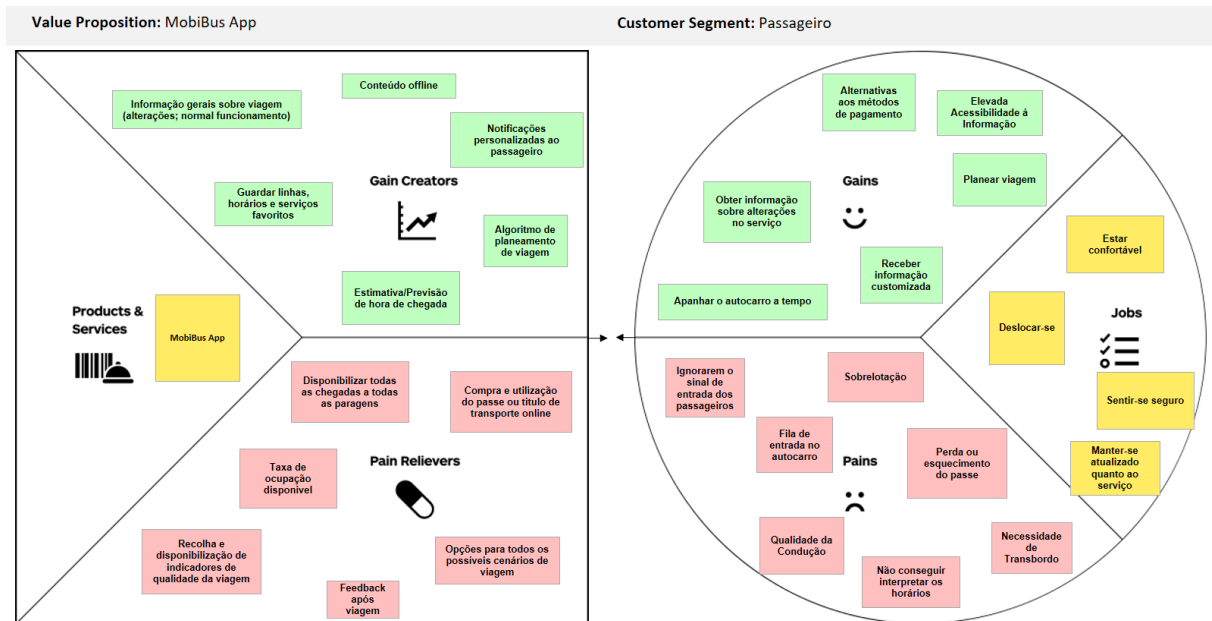 Value Proposition: MobiBus App
Customer Segment: Passageiro
Conteúdo offline
Informação gerais sobre viagem
(alterações; normal funcionamento)
Notificações
personalizadas ao
passageiro
Gain Creators
Guardar linhas,
horários e serviços
favoritos
Algoritmo de
planeamento
de viagem
Estimativa/Previsão
de hora de chegada
Products &
Services
MobiBus App
Disponibilizar todas
as chegadas a todas
as paragens
Compra e utilização
do passe ou titulo de
transporte online
Pain Relievers
Taxa de
ocupação
disponivel
Recolha e
disponibilização de
indicadores de
qualidade da viagem
Opções para todos os
possíveis cenários de
viagem
Feedback
após
viagem
Alternativas
aos métodos
de pagamento
Elevada
Acessibilidade à
Informação
Planear viagem
Gains
Obter informação
sobre alterações
no serviço
Receber
informação
customizada
Apanhar o autocarro a tempo
Estar
confortável
Jobs
Deslocar-se
Sentir-se seguro
Manter-se
atualizado
quanto ao
serviço
Ignorarem o
sinal de
entrada dos
passageiros
Sobrelotação
Fila de
entrada no
autocarro
Pains
Perda ou
esquecimento
do passe
Qualidade da
Condução
Não conseguir
interpretar os
horários
Necessidade
de
Transbordo